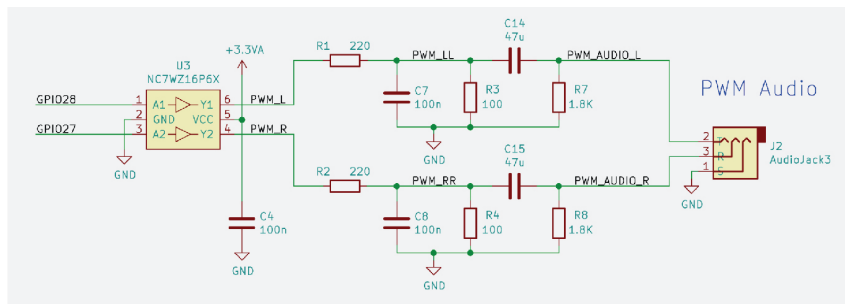 C14
47u
+3.3VA
R1 220
PWM_LL
PWM_AUDIO_L
U3
NC7WZ16P6X
C7
100n
R3
100
R7
1.8K
PWM Audio
GPIO28
1 A1 Y1 6 PWM_L
2 GND VCC 5
GPIO27
3 A2 Y2 4 PWM_R
GND
GND
C15
47u
2 T
3 R
1 S
J2
AudioJack3
R2 220
PWM_RR
PWM_AUDIO_R
GND
C4
100n
C8
100n
R4
100
R8
1.8K
GND
GND